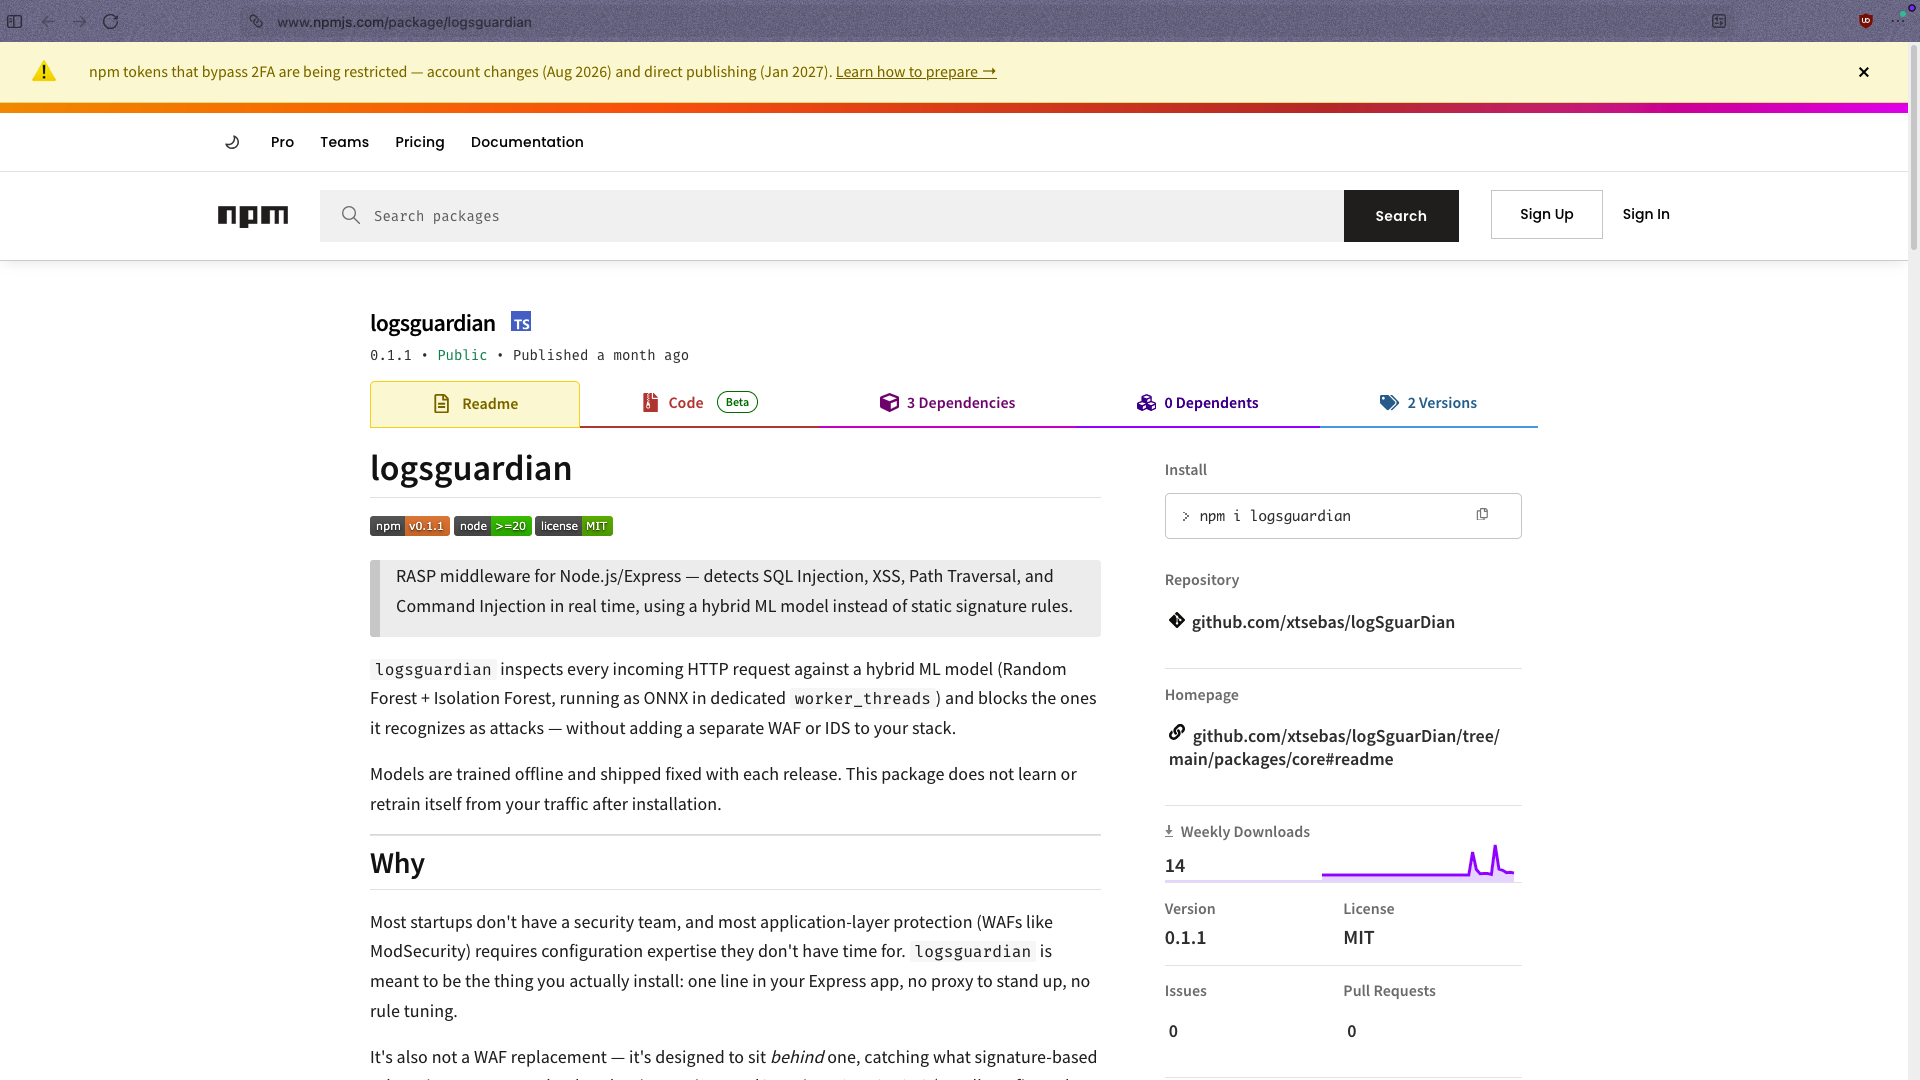 www.npmjs.com/package/logsguardian
npm tokens that bypass 2FA are being restricted — account changes (Aug 2026) and direct publishing (Jan 2027). Learn how to prepare →
Pro Teams Pricing Documentation
npm Search packages Search Sign Up Sign In
logsguardian TS
0.1.1 • Public • Published a month ago
Readme Code Beta 3 Dependencies 0 Dependents 2 Versions
logsguardian
npm v0.1.1 node >=20 license MIT
RASP middleware for Node.js/Express — detects SQL Injection, XSS, Path Traversal, and
Command Injection in real time, using a hybrid ML model instead of static signature rules.
logsguardian inspects every incoming HTTP request against a hybrid ML model (Random
Forest + Isolation Forest, running as ONNX in dedicated worker_threads) and blocks the ones
it recognizes as attacks — without adding a separate WAF or IDS to your stack.
Models are trained offline and shipped fixed with each release. This package does not learn or
retrain itself from your traffic after installation.
Why
Most startups don't have a security team, and most application-layer protection (WAFs like
ModSecurity) requires configuration expertise they don't have time for. logsguardian is
meant to be the thing you actually install: one line in your Express app, no proxy to stand up, no
rule tuning.
It's also not a WAF replacement — it's designed to sit behind one, catching what signature-based
Install
> npm i logsguardian
Repository
github.com/xtsebas/logSguarDian
Homepage
github.com/xtsebas/logSguarDian/tree/
main/packages/core#readme
Weekly Downloads
14
Version License
0.1.1 MIT
Issues Pull Requests
0 0